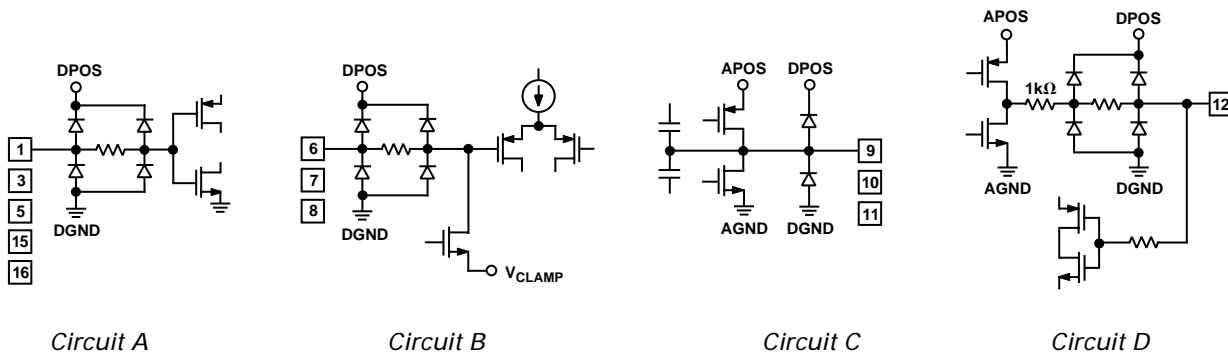 DPOS
1
3
5
15
16
DGND
Circuit A
DPOS
6
7
8
DGND
VCLAMP
Circuit B
APOS
DPOS
9
10
11
AGND
DGND
Circuit C
APOS
DPOS
1kΩ
12
AGND
DGND
Circuit D